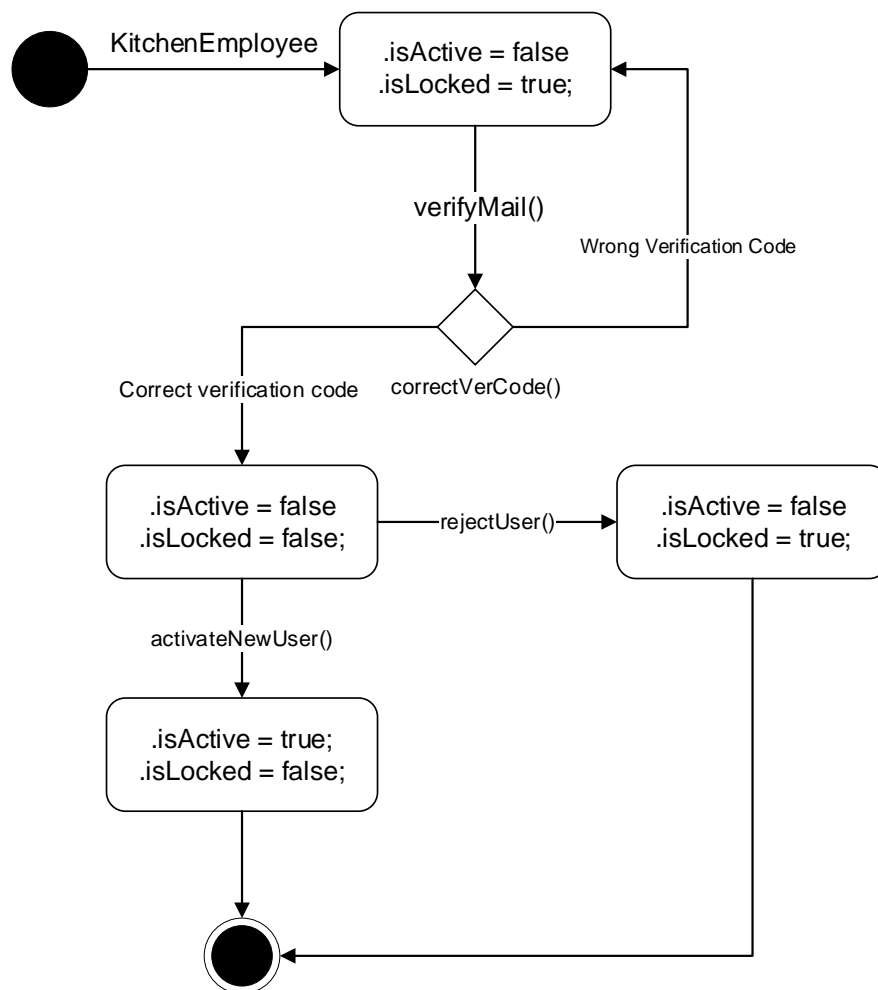 KitchenEmployee
.isActive = false
.isLocked = true;
verifyMail()
Wrong Verification Code
correctVerCode()
Correct verification code
.isActive = false
.isLocked = false;
rejectUser()
.isActive = false
.isLocked = true;
activateNewUser()
.isActive = true;
.isLocked = false;